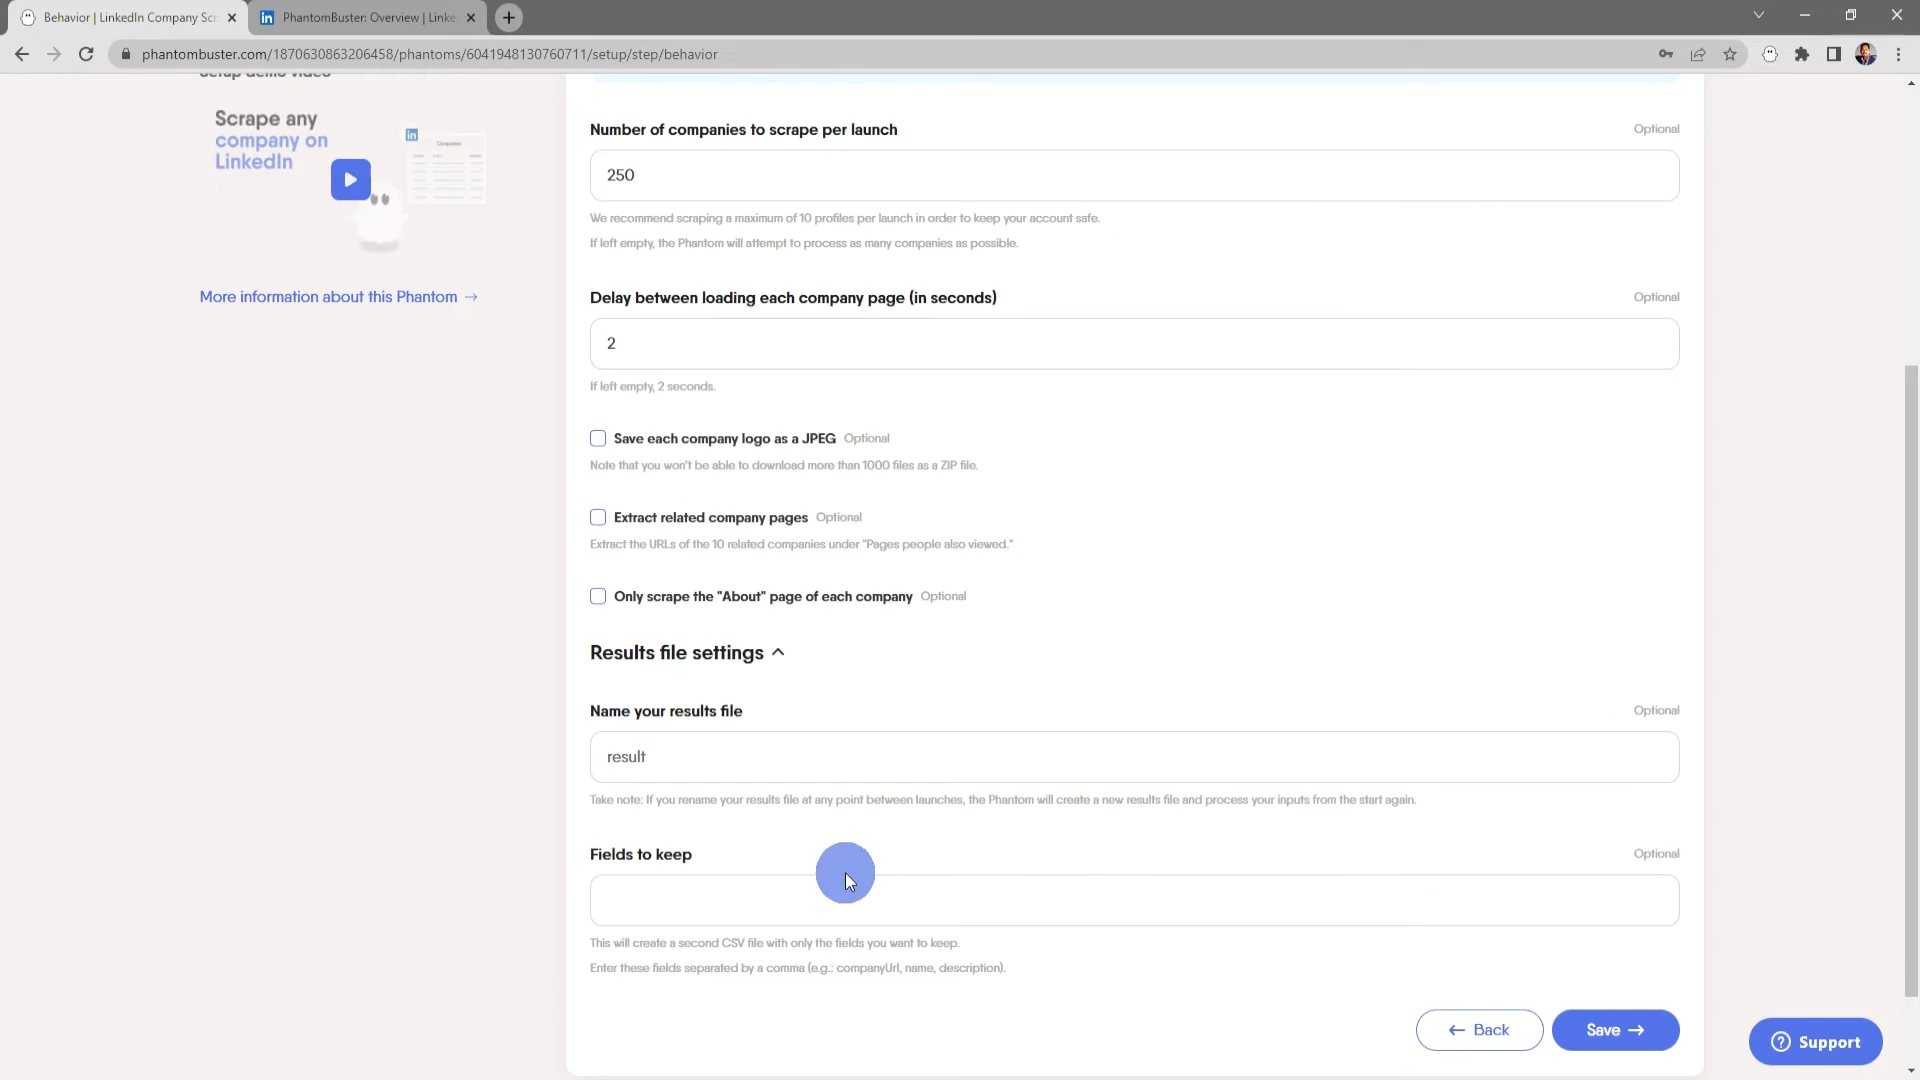 Behavior | LinkedIn Company Scr
PhantomBuster: Overview | Linke
phantombuster.com/1870630863206458/phantoms/6041948130760711/setup/step/behavior
Setup demo video
Scrape any
company on
LinkedIn
in
Companies
More information about this Phantom →
Number of companies to scrape per launch
Optional
250
We recommend scraping a maximum of 10 profiles per launch in order to keep your account safe.
If left empty, the Phantom will attempt to process as many companies as possible.
Delay between loading each company page (in seconds)
Optional
2
If left empty, 2 seconds.
Save each company logo as a JPEG Optional
Note that you won't be able to download more than 1000 files as a ZIP file.
Extract related company pages Optional
Extract the URLs of the 10 related companies under "Pages people also viewed."
Only scrape the "About" page of each company Optional
Results file settings
Name your results file
Optional
result
Take note: If you rename your results file at any point between launches, the Phantom will create a new results file and process your inputs from the start again.
Fields to keep
Optional
This will create a second CSV file with only the fields you want to keep.
Enter these fields separated by a comma (e.g.: companyUrl, name, description).
← Back
Save →
Support